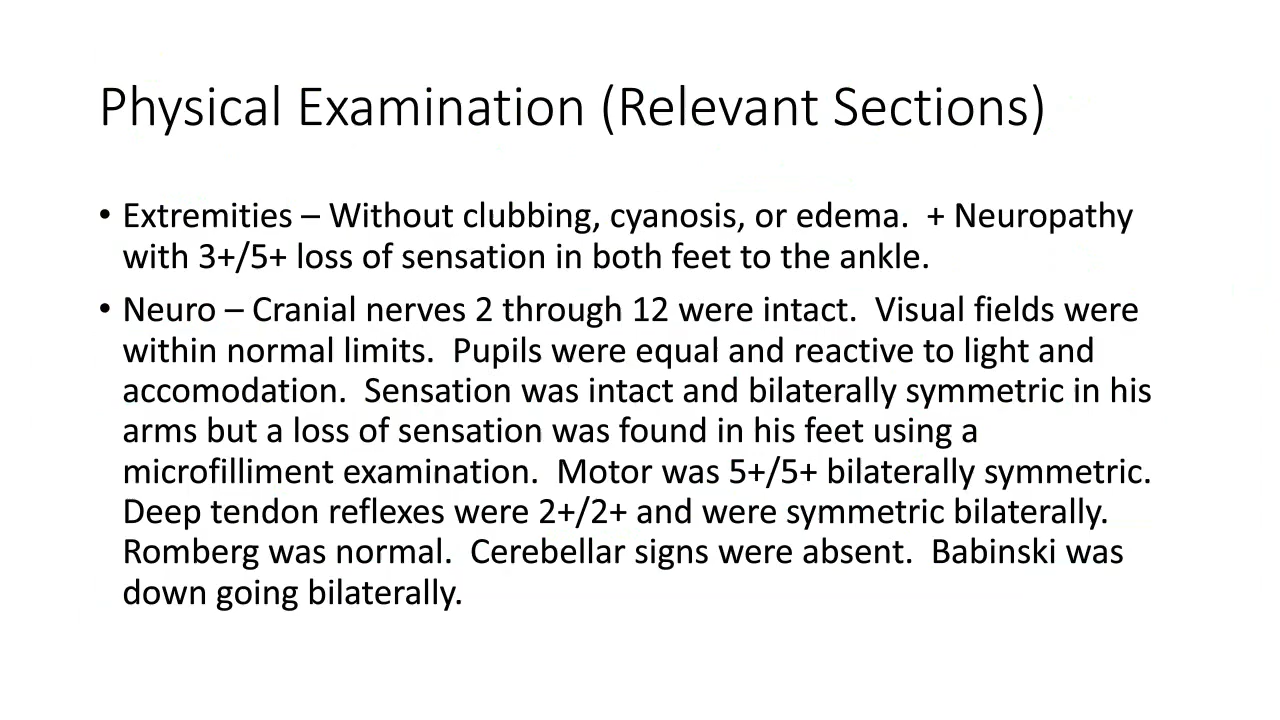 Physical Examination (Relevant Sections)
• Extremities – Without clubbing, cyanosis, or edema.  + Neuropathy
with 3+/5+ loss of sensation in both feet to the ankle.
• Neuro – Cranial nerves 2 through 12 were intact.  Visual fields were
within normal limits.  Pupils were equal and reactive to light and
accomodation.  Sensation was intact and bilaterally symmetric in his
arms but a loss of sensation was found in his feet using a
microfilliment examination.  Motor was 5+/5+ bilaterally symmetric.
Deep tendon reflexes were 2+/2+ and were symmetric bilaterally.
Romberg was normal.  Cerebellar signs were absent.  Babinski was
down going bilaterally.